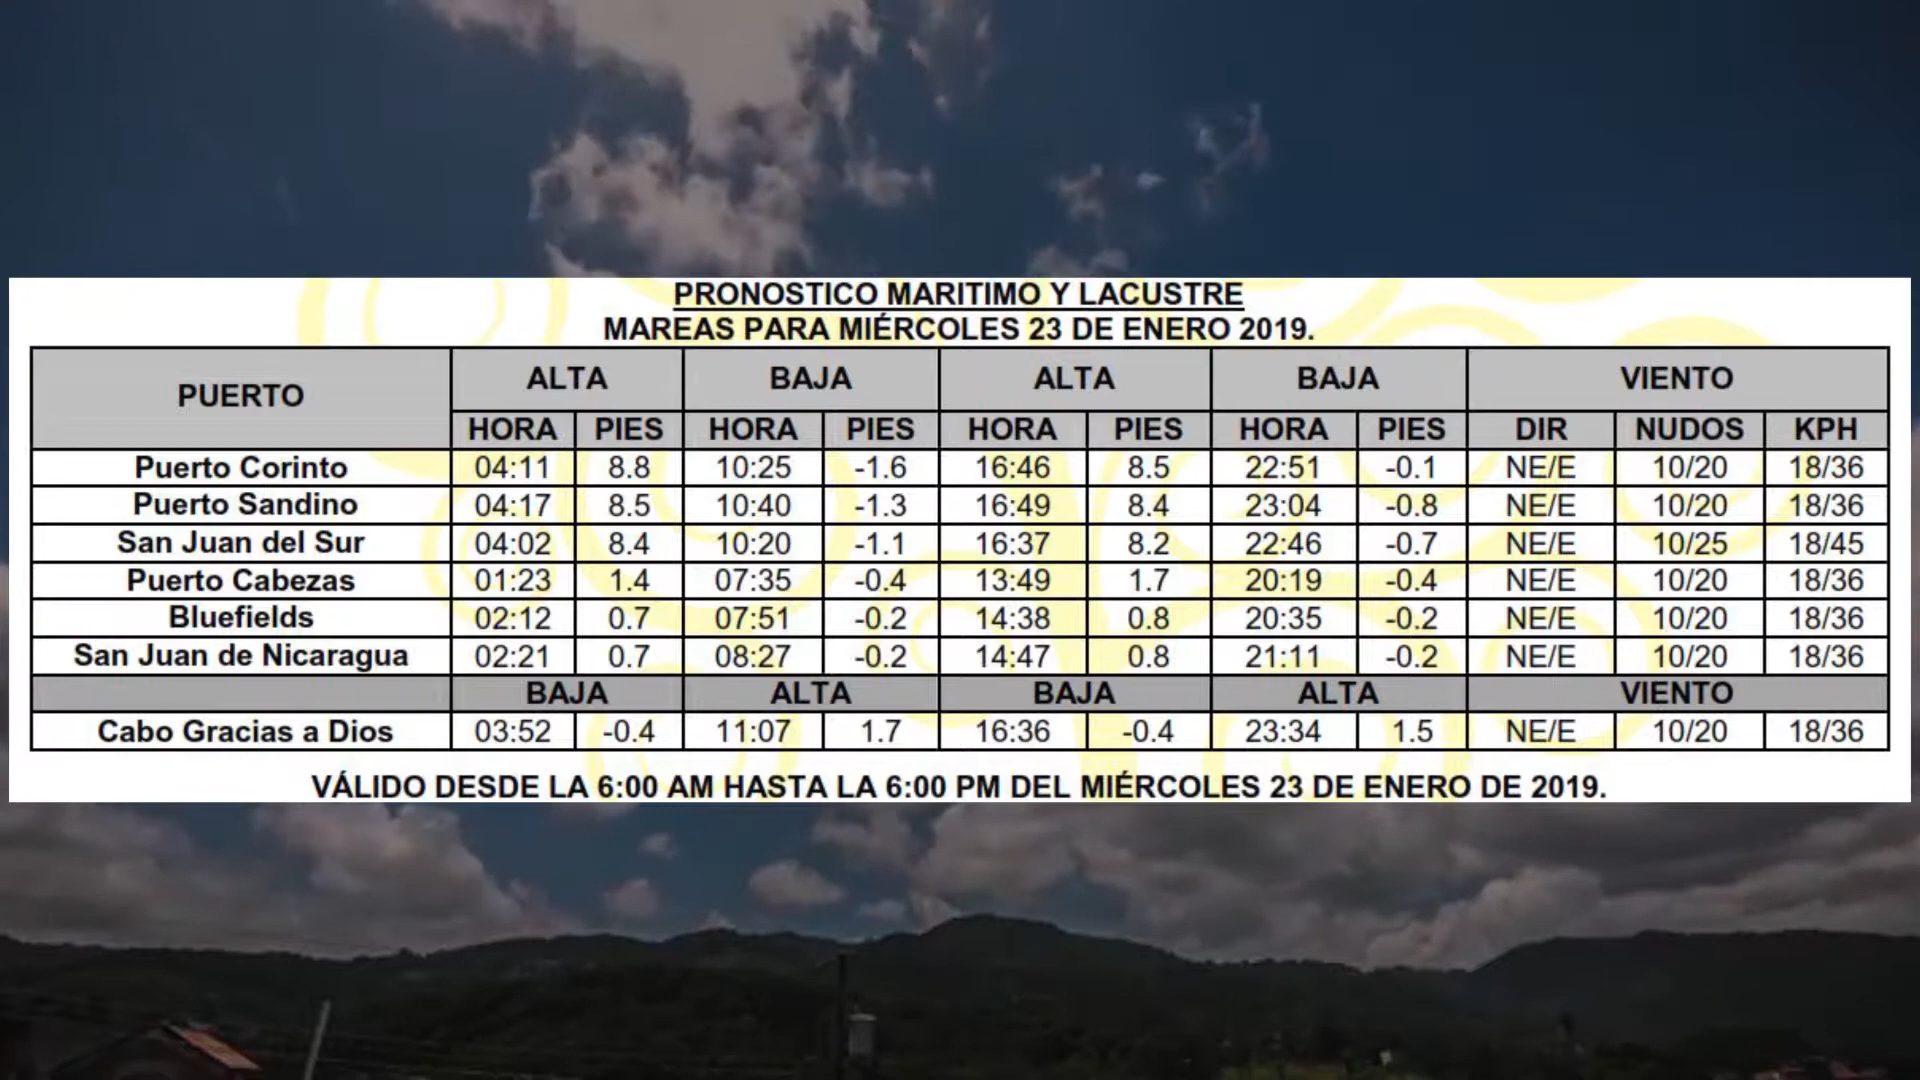 PRONOSTICO MARITIMO Y LACUSTRE
MAREAS PARA MIÉRCOLES 23 DE ENERO 2019.
PUERTO ALTA BAJA ALTA BAJA VIENTO
HORA PIES HORA PIES HORA PIES HORA PIES DIR NUDOS KPH
Puerto Corinto 04:11 8.8 10:25 -1.6 16:46 8.5 22:51 -0.1 NE/E 10/20 18/36
Puerto Sandino 04:17 8.5 10:40 -1.3 16:49 8.4 23:04 -0.8 NE/E 10/20 18/36
San Juan del Sur 04:02 8.4 10:20 -1.1 16:37 8.2 22:46 -0.7 NE/E 10/25 18/45
Puerto Cabezas 01:23 1.4 07:35 -0.4 13:49 1.7 20:19 -0.4 NE/E 10/20 18/36
Bluefields 02:12 0.7 07:51 -0.2 14:38 0.8 20:35 -0.2 NE/E 10/20 18/36
San Juan de Nicaragua 02:21 0.7 08:27 -0.2 14:47 0.8 21:11 -0.2 NE/E 10/20 18/36
BAJA ALTA BAJA ALTA VIENTO
Cabo Gracias a Dios 03:52 -0.4 11:07 1.7 16:36 -0.4 23:34 1.5 NE/E 10/20 18/36
VÁLIDO DESDE LA 6:00 AM HASTA LA 6:00 PM DEL MIÉRCOLES 23 DE ENERO DE 2019.